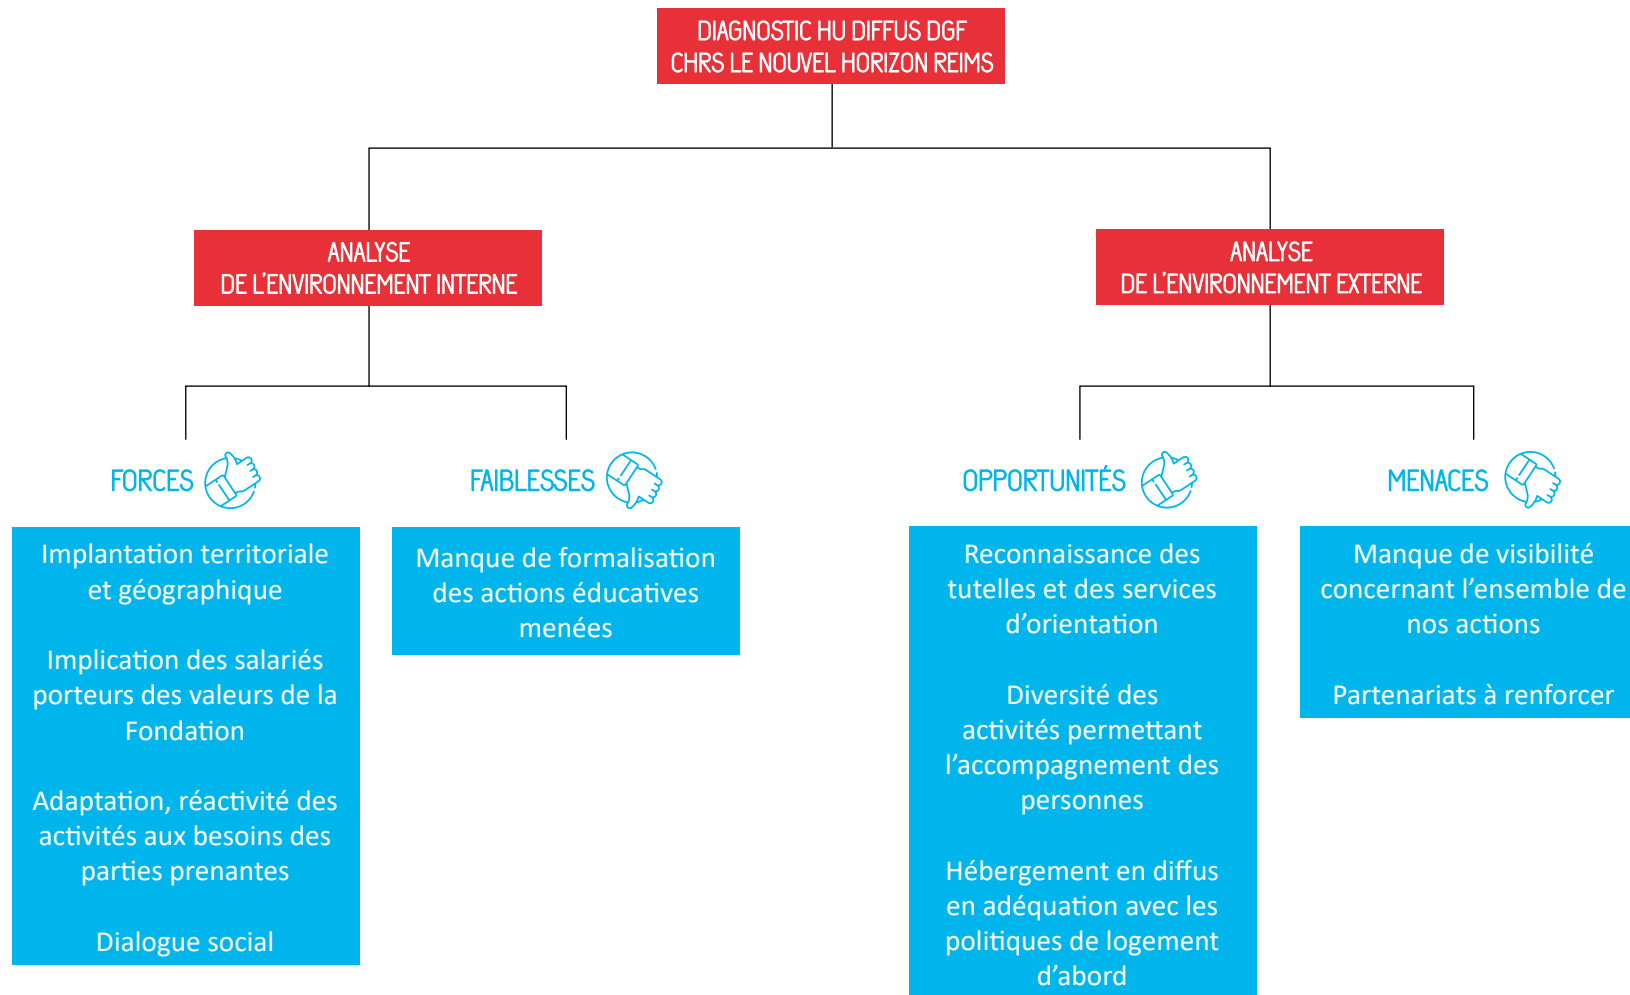 DIAGNOSTIC HU DIFFUS DGF
CHRS LE NOUVEL HORIZON REIMS
ANALYSE
DE L'ENVIRONNEMENT INTERNE
ANALYSE
DE L'ENVIRONNEMENT EXTERNE
FORCES
Implantation territoriale
et géographique
Implication des salariés
porteurs des valeurs de la
Fondation
Adaptation, réactivité des
activités aux besoins des
parties prenantes
Dialogue social
FAIBLESSES
Manque de formalisation
des actions éducatives
menées
OPPORTUNITÉS
Reconnaissance des
tutelles et des services
d’orientation
Diversité des
activités permettant
l’accompagnement des
personnes
Hébergement en diffus
en adéquation avec les
politiques de logement
d’abord
MENACES
Manque de visibilité
concernant l’ensemble de
nos actions
Partenariats à renforcer